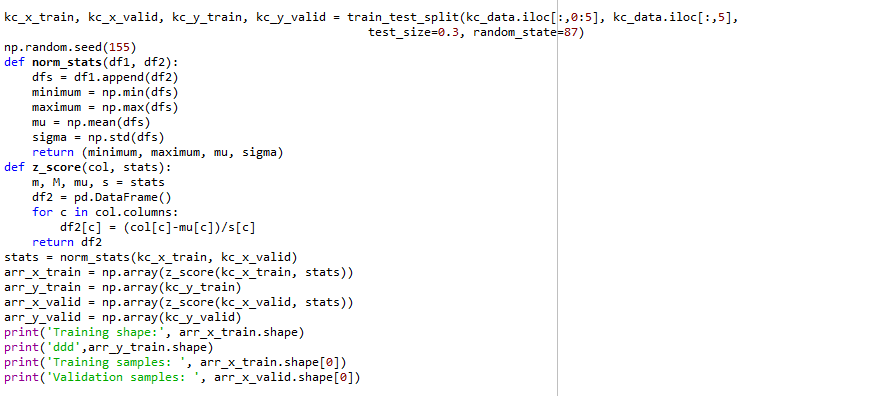 kc_x_train, kc_x_valid, kc_y_train, kc_y_valid = train_test_split(kc_data.iloc[:,0:5], kc_data.iloc[:,5],
test_size=0.3, random_state=87)
np.random.seed(155)
def norm_stats(df1, df2):
dfs = df1.append(df2)
minimum = np.min(dfs)
maximum = np.max(dfs)
mu = np.mean(dfs)
sigma = np.std(dfs)
return (minimum, maximum, mu, sigma)
def z_score(col, stats):
m, M, mu, s = stats
df2 = pd.DataFrame()
for c in col.columns:
df2[c] = (col[c]-mu[c])/s[c]
return df2
stats = norm_stats(kc_x_train, kc_x_valid)
arr_x_train = np.array(z_score(kc_x_train, stats))
arr_y_train = np.array(kc_y_train)
arr_x_valid = np.array(z_score(kc_x_valid, stats))
arr_y_valid = np.array(kc_y_valid)
print('Training shape:', arr_x_train.shape)
print('ddd',arr_y_train.shape)
print('Training samples: ', arr_x_train.shape[0])
print('Validation samples: ', arr_x_valid.shape[0])